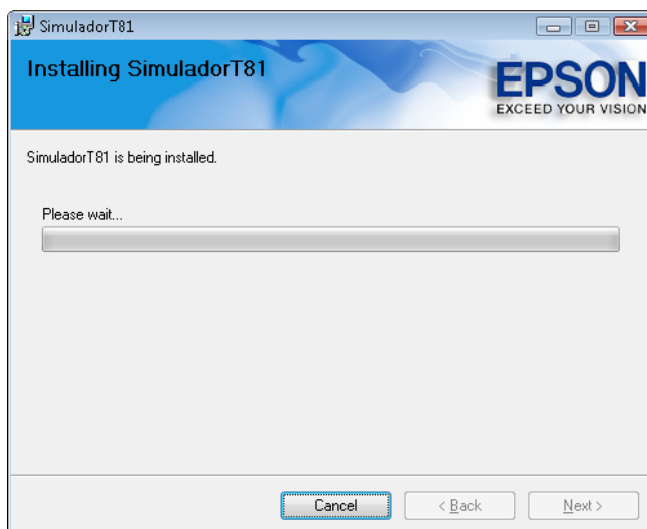 SimuladorT81
Installing SimuladorT81
EPSON
EXCEED YOUR VISION
SimuladorT81 is being installed.
Please wait...
Cancel
< Back
Next >